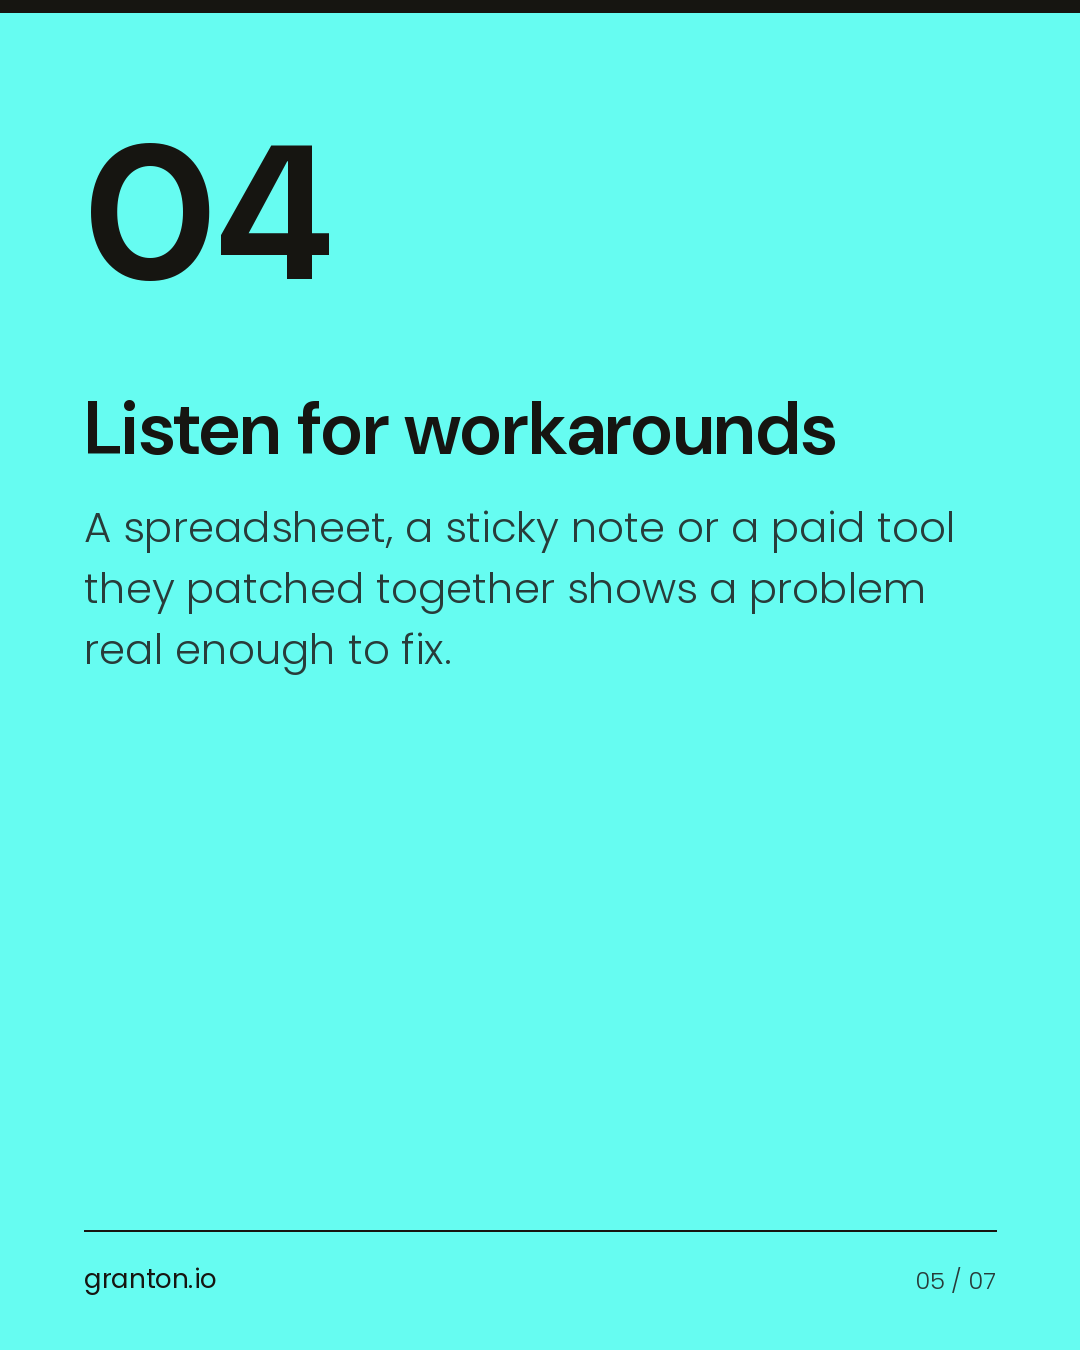 04
Listen for workarounds
A spreadsheet, a sticky note or a paid tool
they patched together shows a problem
real enough to fix.
granton.io
05 / 07